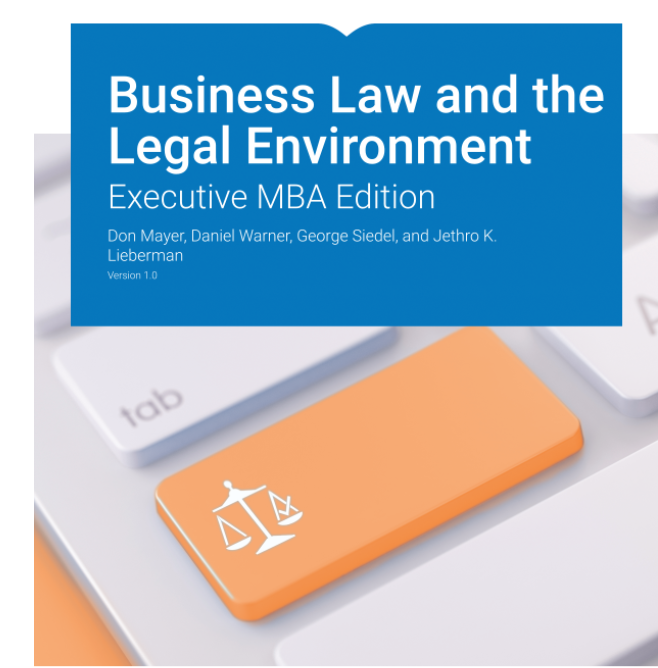 Business Law and the
Legal Environment
Executive MBA Edition
Don Mayer, Daniel Warner, George Siedel, and Jethro K.
Lieberman
Version 1.0
tab
A